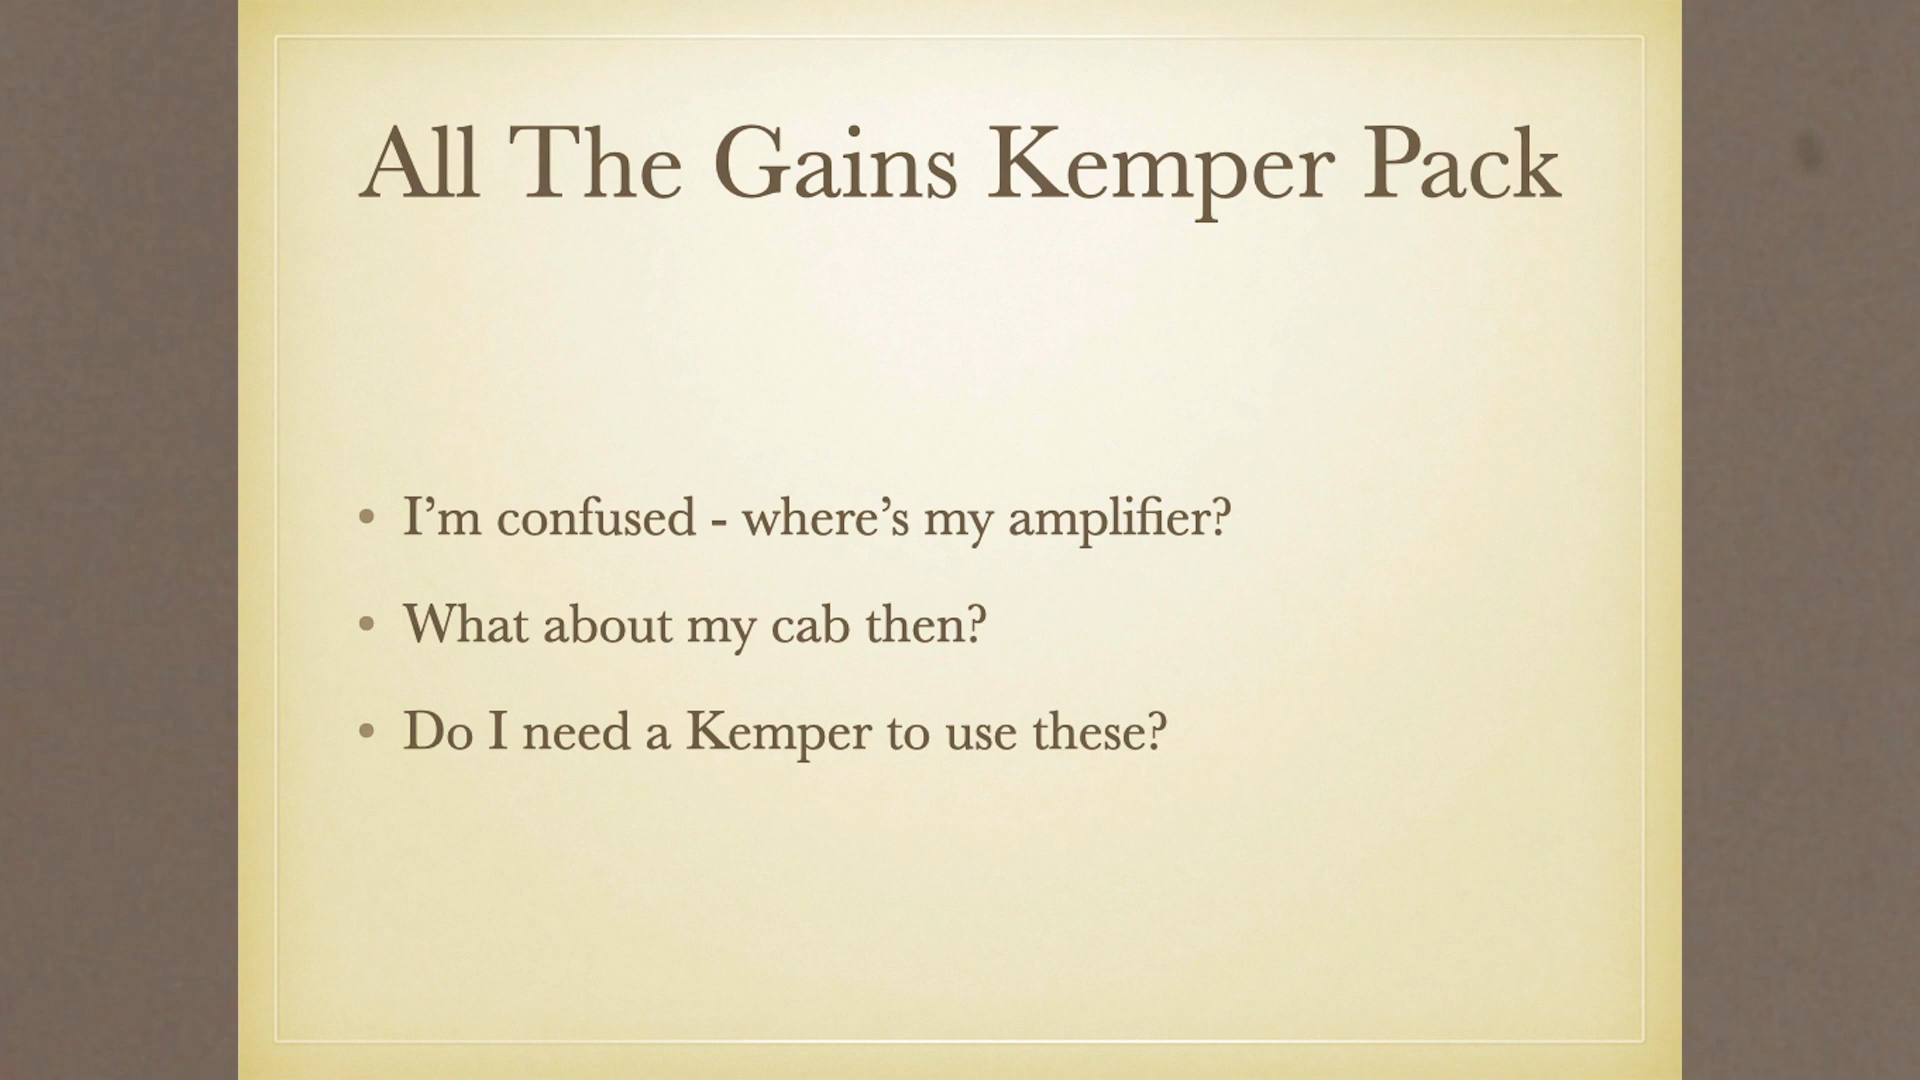 All The Gains Kemper Pack
• I’m confused - where’s my amplifier?
• What about my cab then?
• Do I need a Kemper to use these?